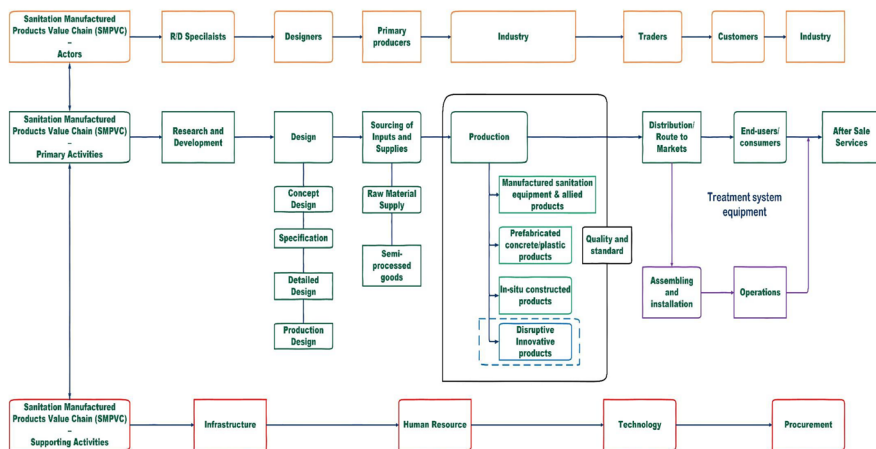 Sanitation Manufactured
Products Value Chain (SMPVC)
–
Actors
R/D Specilaists
Designers
Primary
producers
Industry
Traders
Customers
Industry
Sanitation Manufactured
Products Value Chain (SMPVC)
–
Primary Activities
Research and
Development
Design
Sourcing of
Inputs and
Supplies
Production
Distribution/
Route to
Markets
End-users/
consumers
After Sale
Services
Concept
Design
Specification
Detailed
Design
Production
Design
Raw Material
Supply
Semi-
processed
goods
Manufactured sanitation
equipment & allied
products
Prefabricated
concrete/plastic
products
In-situ constructed
products
Disruptive
Innovative
products
Quality and
standard
Treatment system
equipment
Assembling
and
installation
Operations
Sanitation Manufactured
Products Value Chain (SMPVC)
–
Supporting Activities
Infrastructure
Human Resource
Technology
Procurement